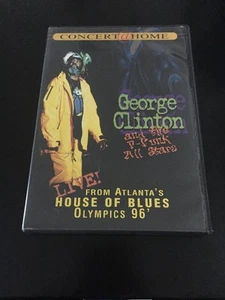 CONCERT@HOME
George
Clinton
and the
P-Funk
All Stars
LIVE!
FROM ATLANTA'S
HOUSE OF BLUES
OLYMPICS 96'